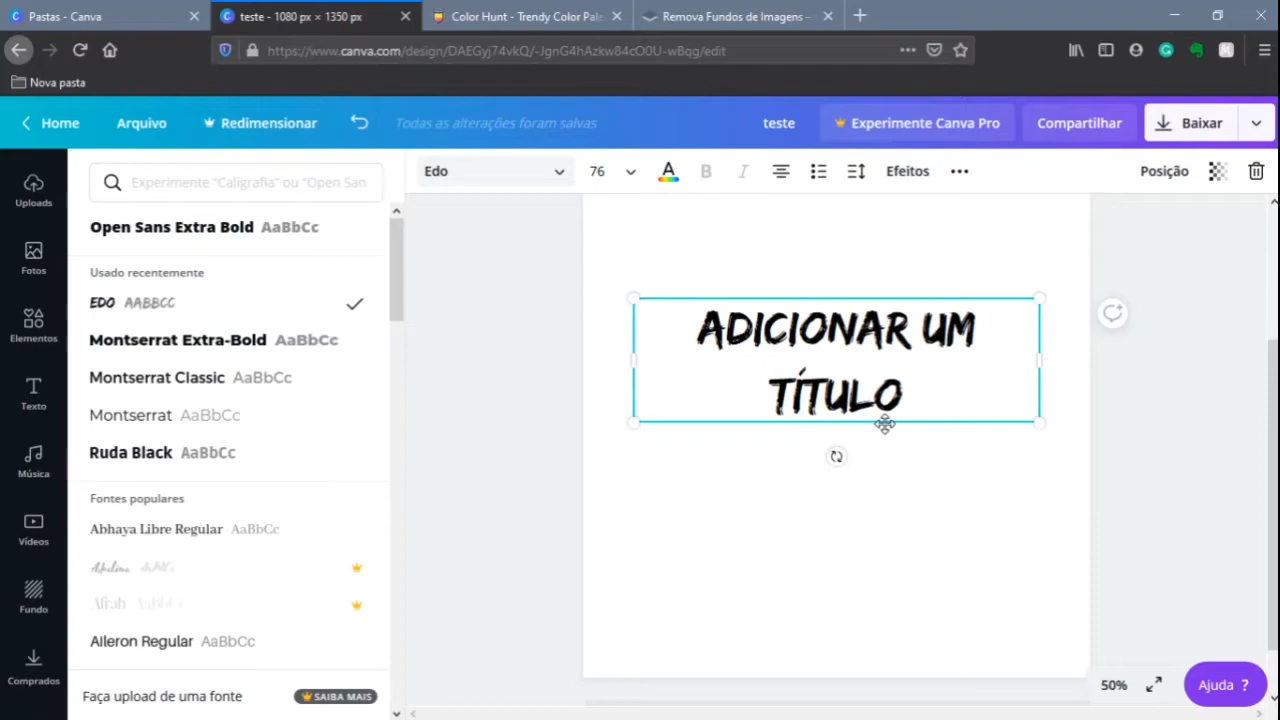 Pastas - Canva
teste - 1080 px × 1350 px
Color Hunt - Trendy Color Pale
Remova Fundos de Imagens –
https://www.canva.com/design/DAEGyj74vkQ/-JgnG4hAzkw84cO0U-wBqg/edit
Nova pasta
Home
Arquivo
Redimensionar
Todas as alterações foram salvas
teste
Experimente Canva Pro
Compartilhar
Baixar
Uploads
Fotos
Elementos
Texto
Música
Vídeos
Fundo
Comprados
Experimente "Caligrafia" ou "Open San
Open Sans Extra Bold AaBbCc
Usado recentemente
EDO AABBCC
Montserrat Extra-Bold AaBbCc
Montserrat Classic AaBbCc
Montserrat AaBbCc
Ruda Black AaBbCc
Fontes populares
Abhaya Libre Regular AaBbCc
Afrah AaBbCc
Aileron Regular AaBbCc
Faça upload de uma fonte
SAIBA MAIS
Edo
76
A
B
I
Efeitos
Posição
ADICIONAR UM
TÍTULO
50%
Ajuda ?